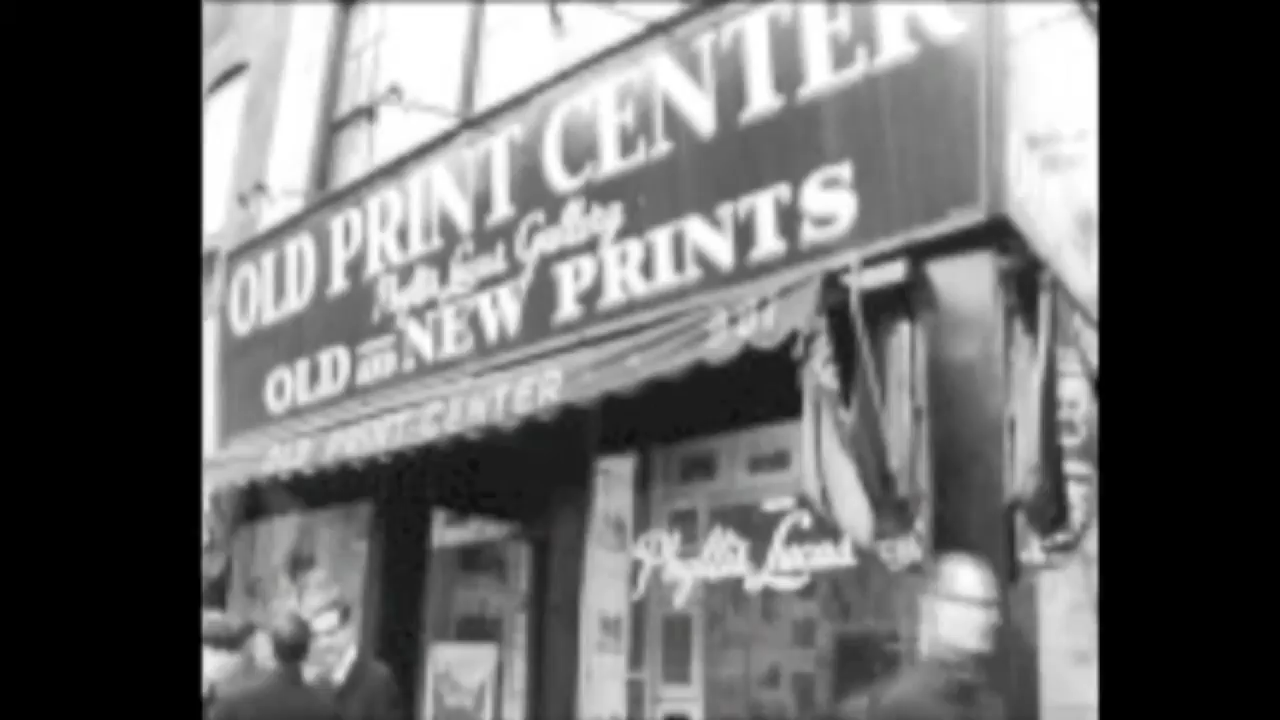 OLD PRINT CENTER
Phyllis Lucas Gallery
OLD AND NEW PRINTS
OLD PRINT CENTER
Phyllis Lucas